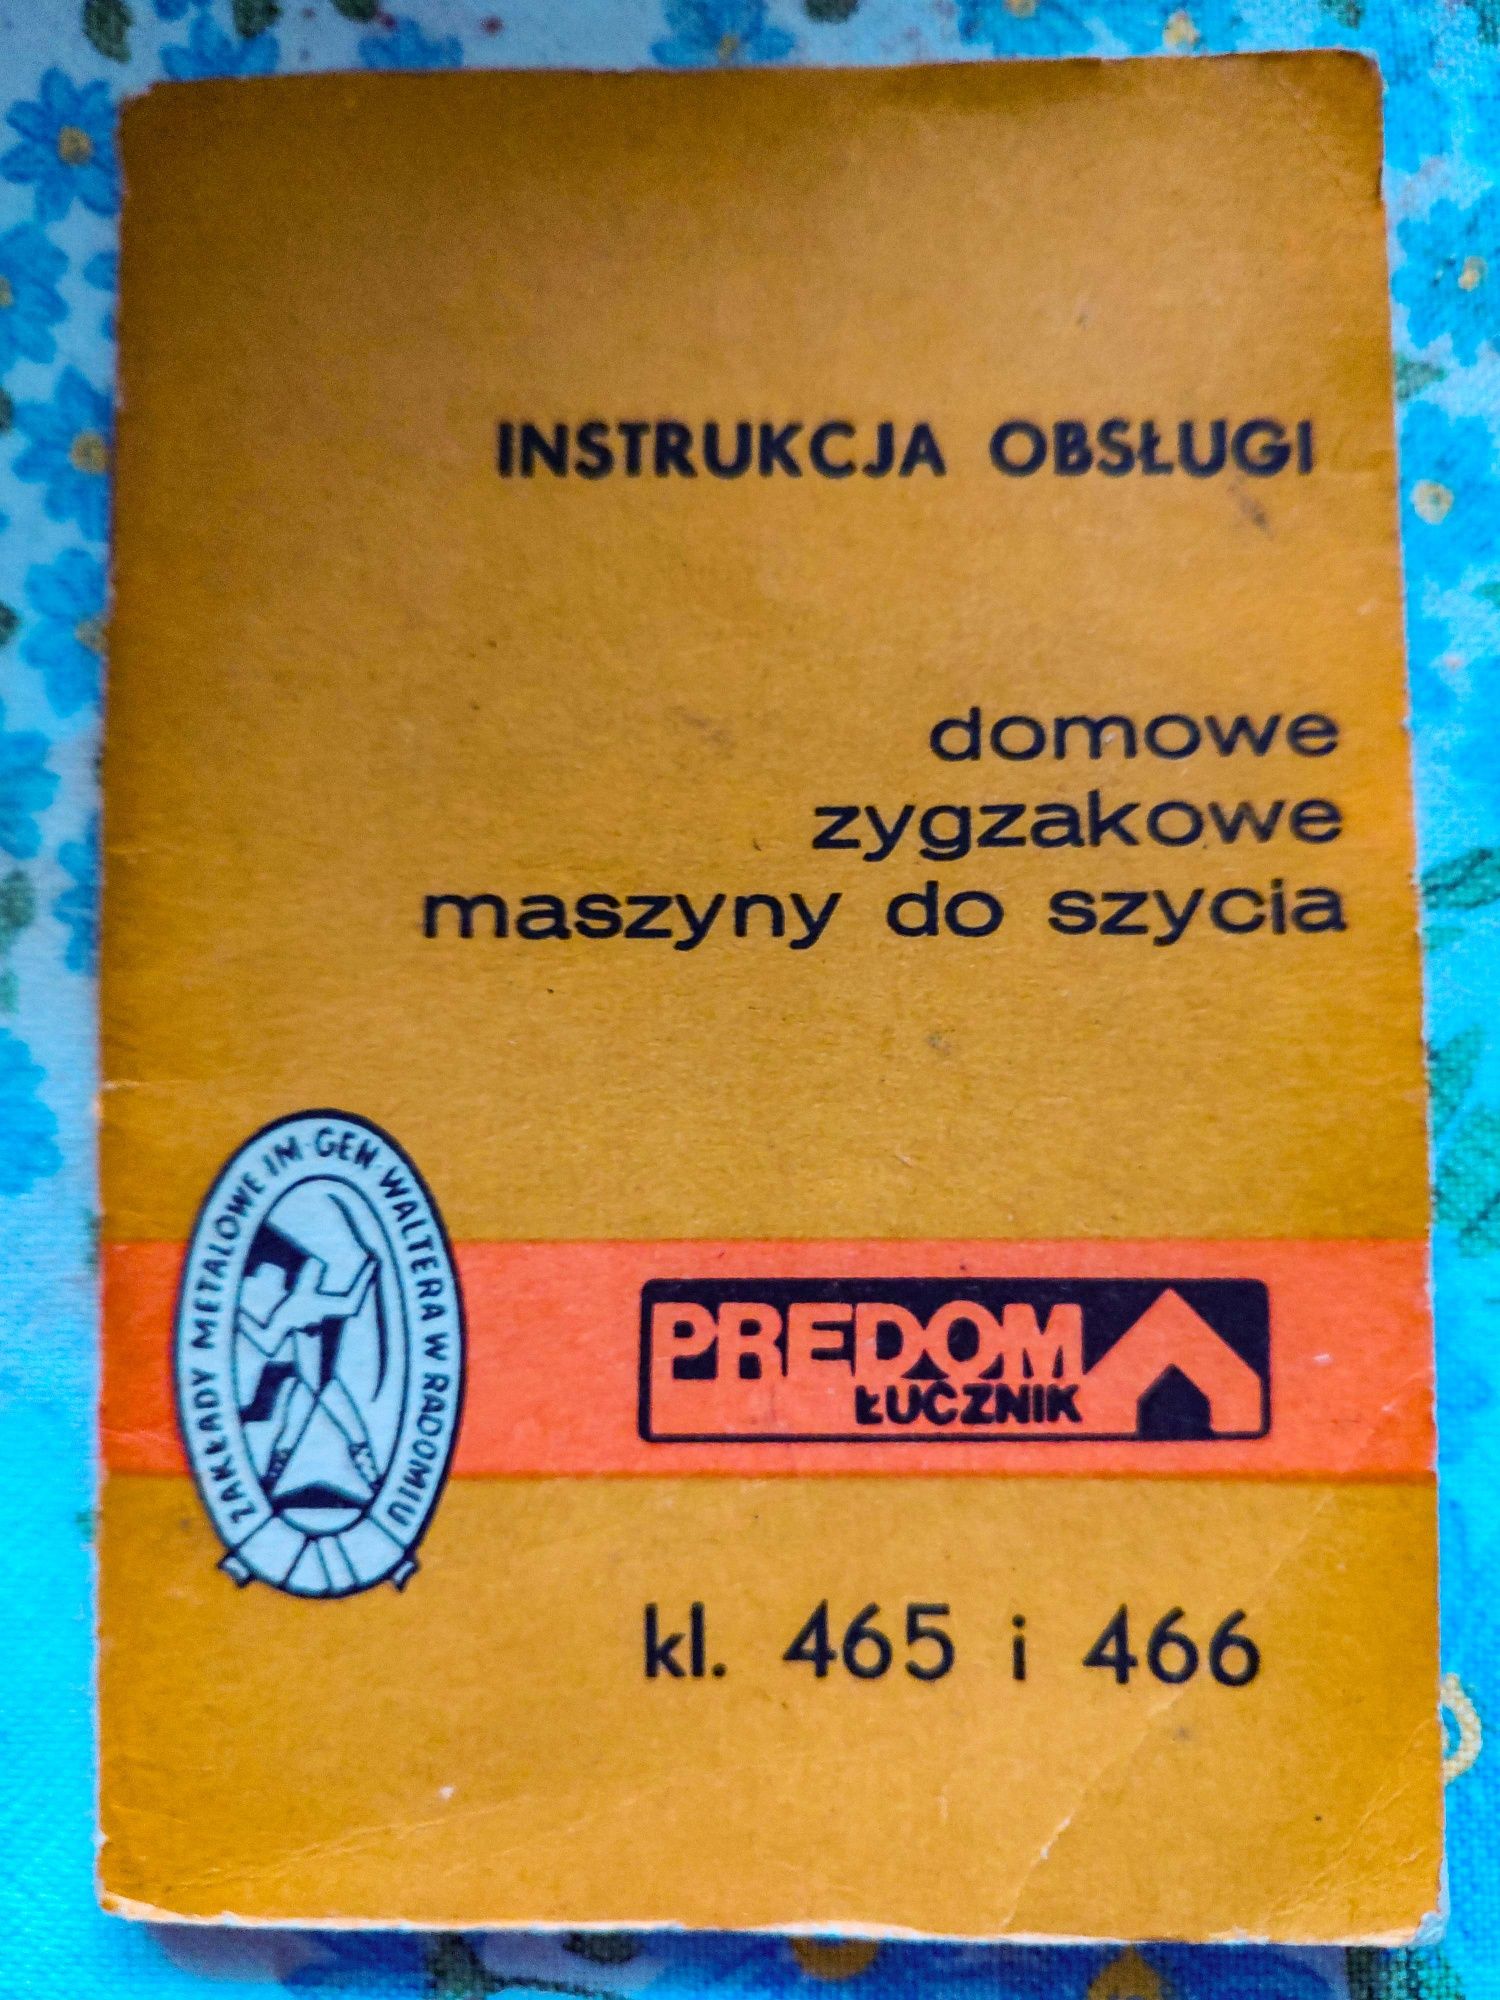 INSTRUKCJA OBSŁUGI
domowe
zygzakowe
maszyny do szycia
ZAKŁADY METALOWE IM·GEN·WALTERA W RADOMIU
PREDOM
ŁUCZNIK
kl. 465 i 466